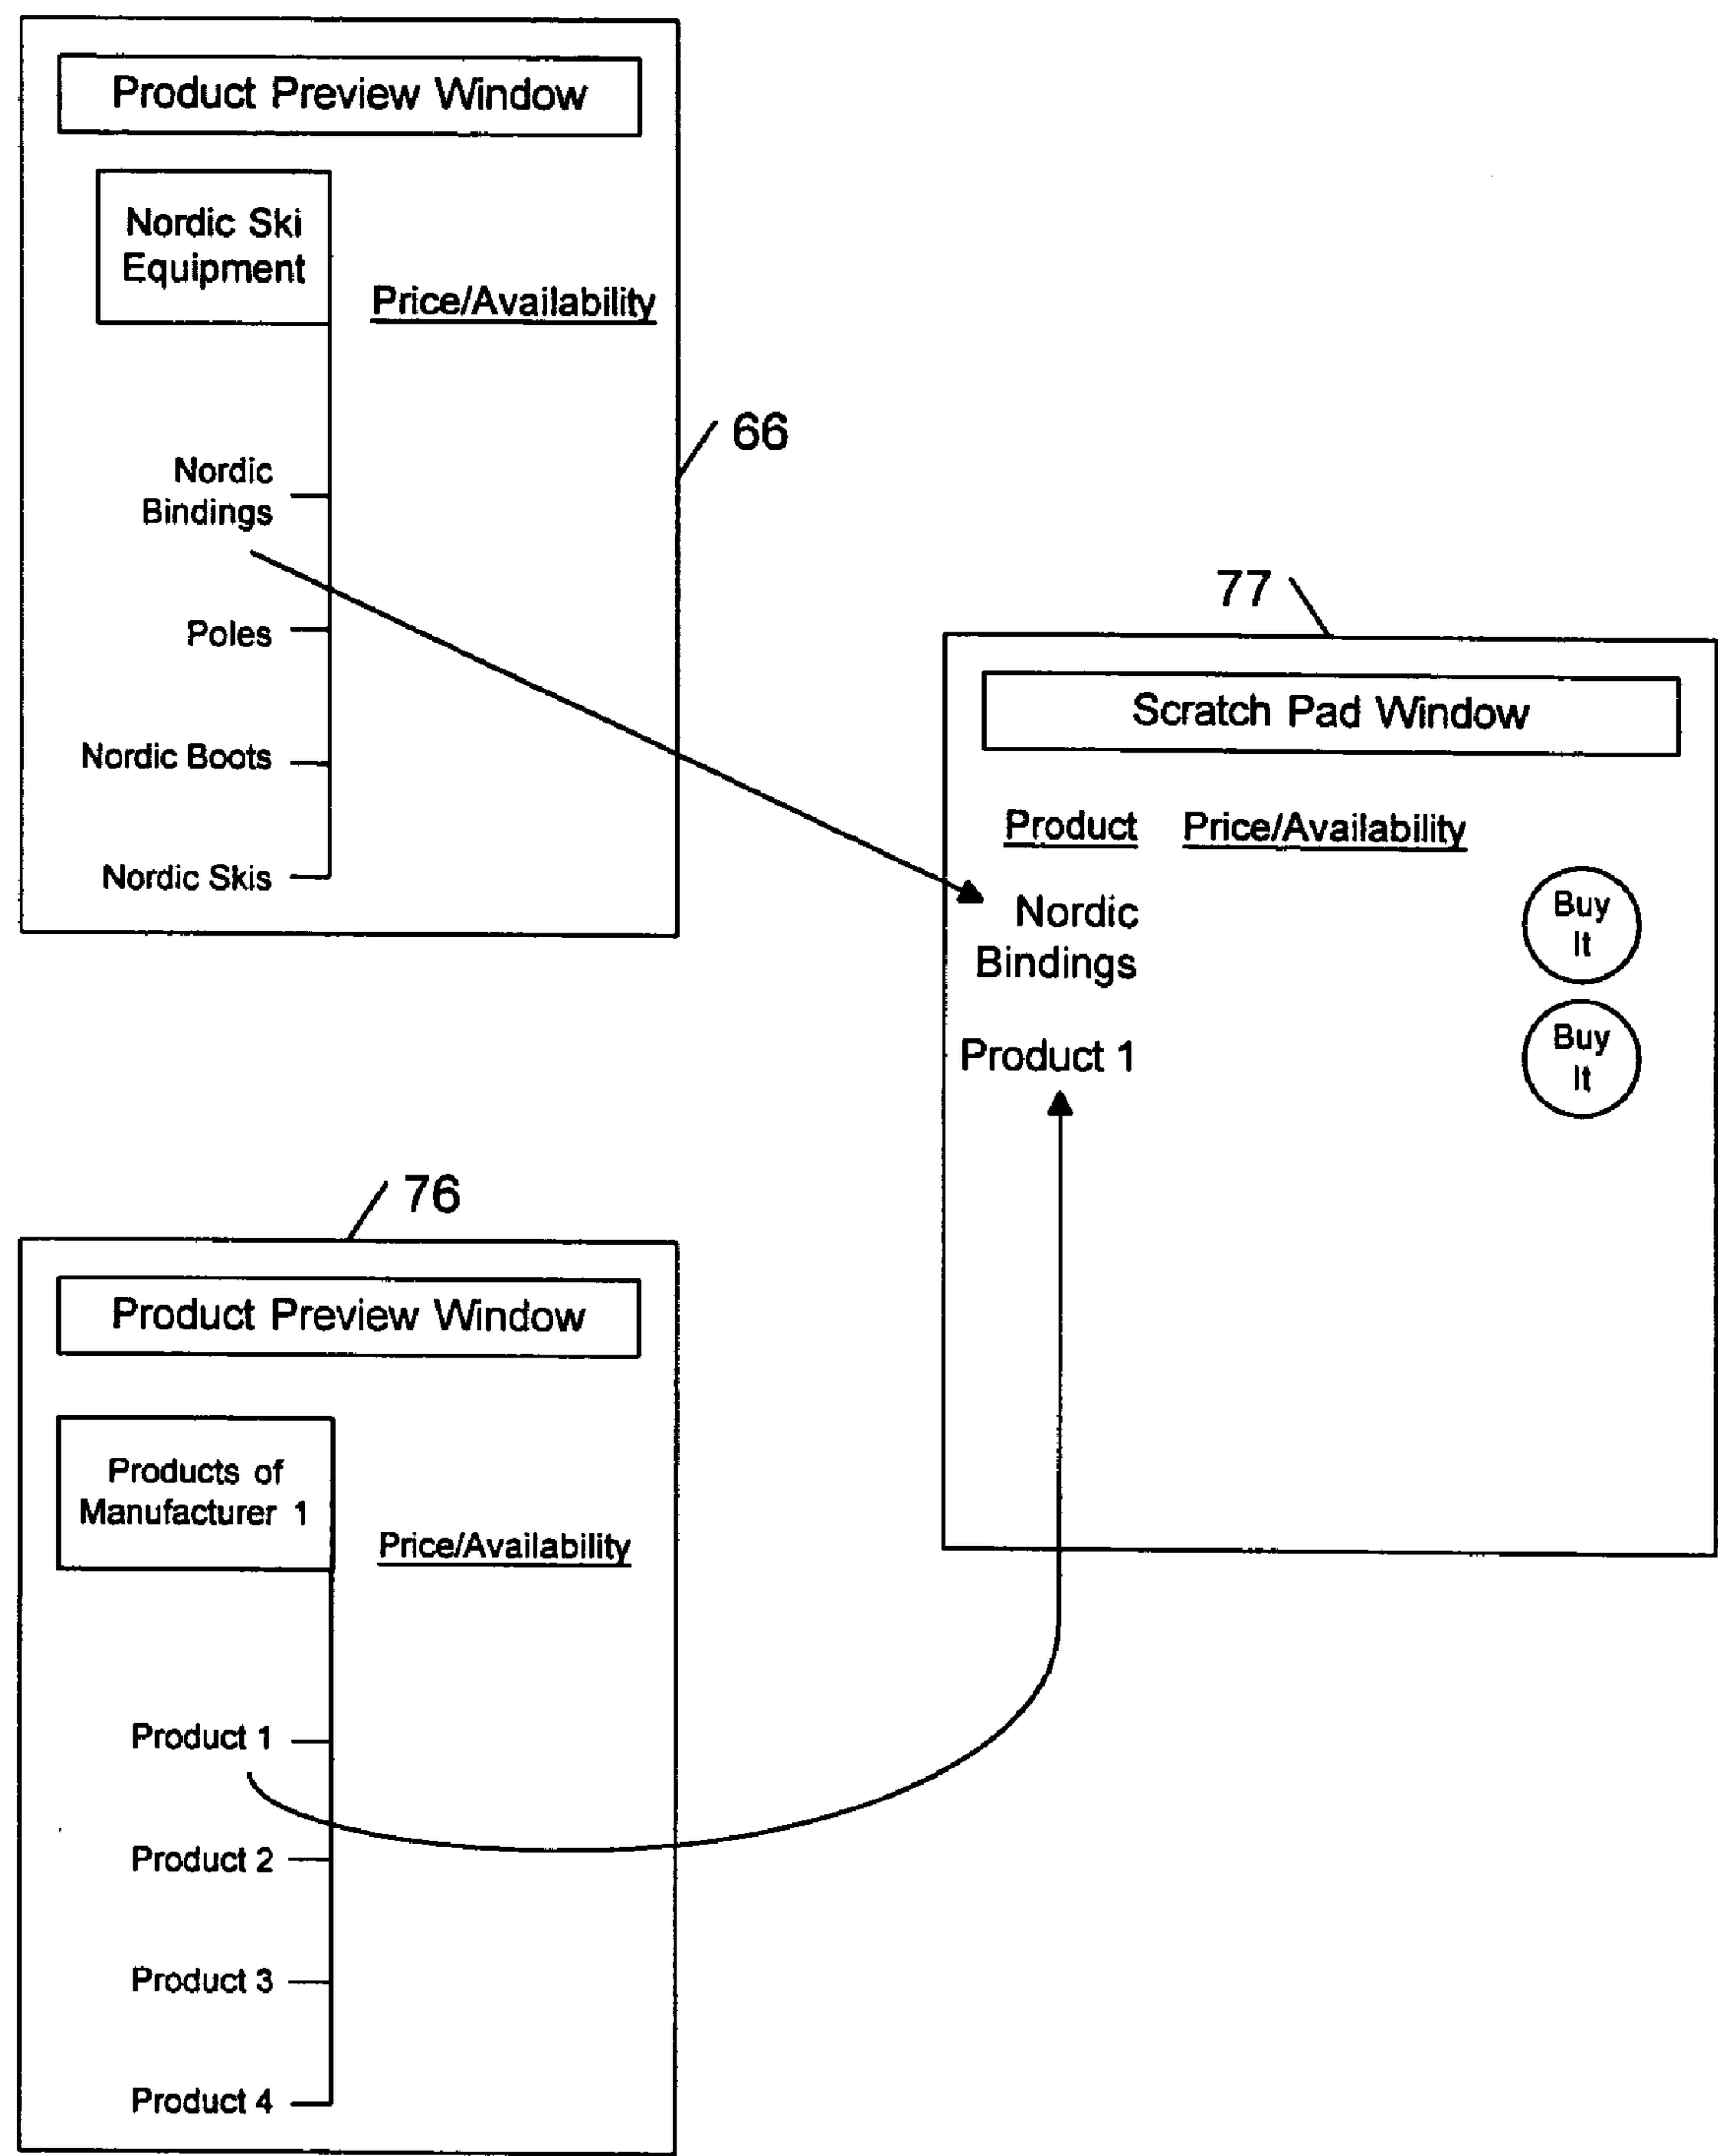 Product Preview Window
Nordic Ski
Equipment
Price/Availability
66
Nordic
Bindings
Poles
Nordic Boots
Nordic Skis
77
Scratch Pad Window
Product Price/Availability
Nordic
Bindings
Buy
It
Product 1
Buy
It
76
Product Preview Window
Products of
Manufacturer 1
Price/Availability
Product 1
Product 2
Product 3
Product 4